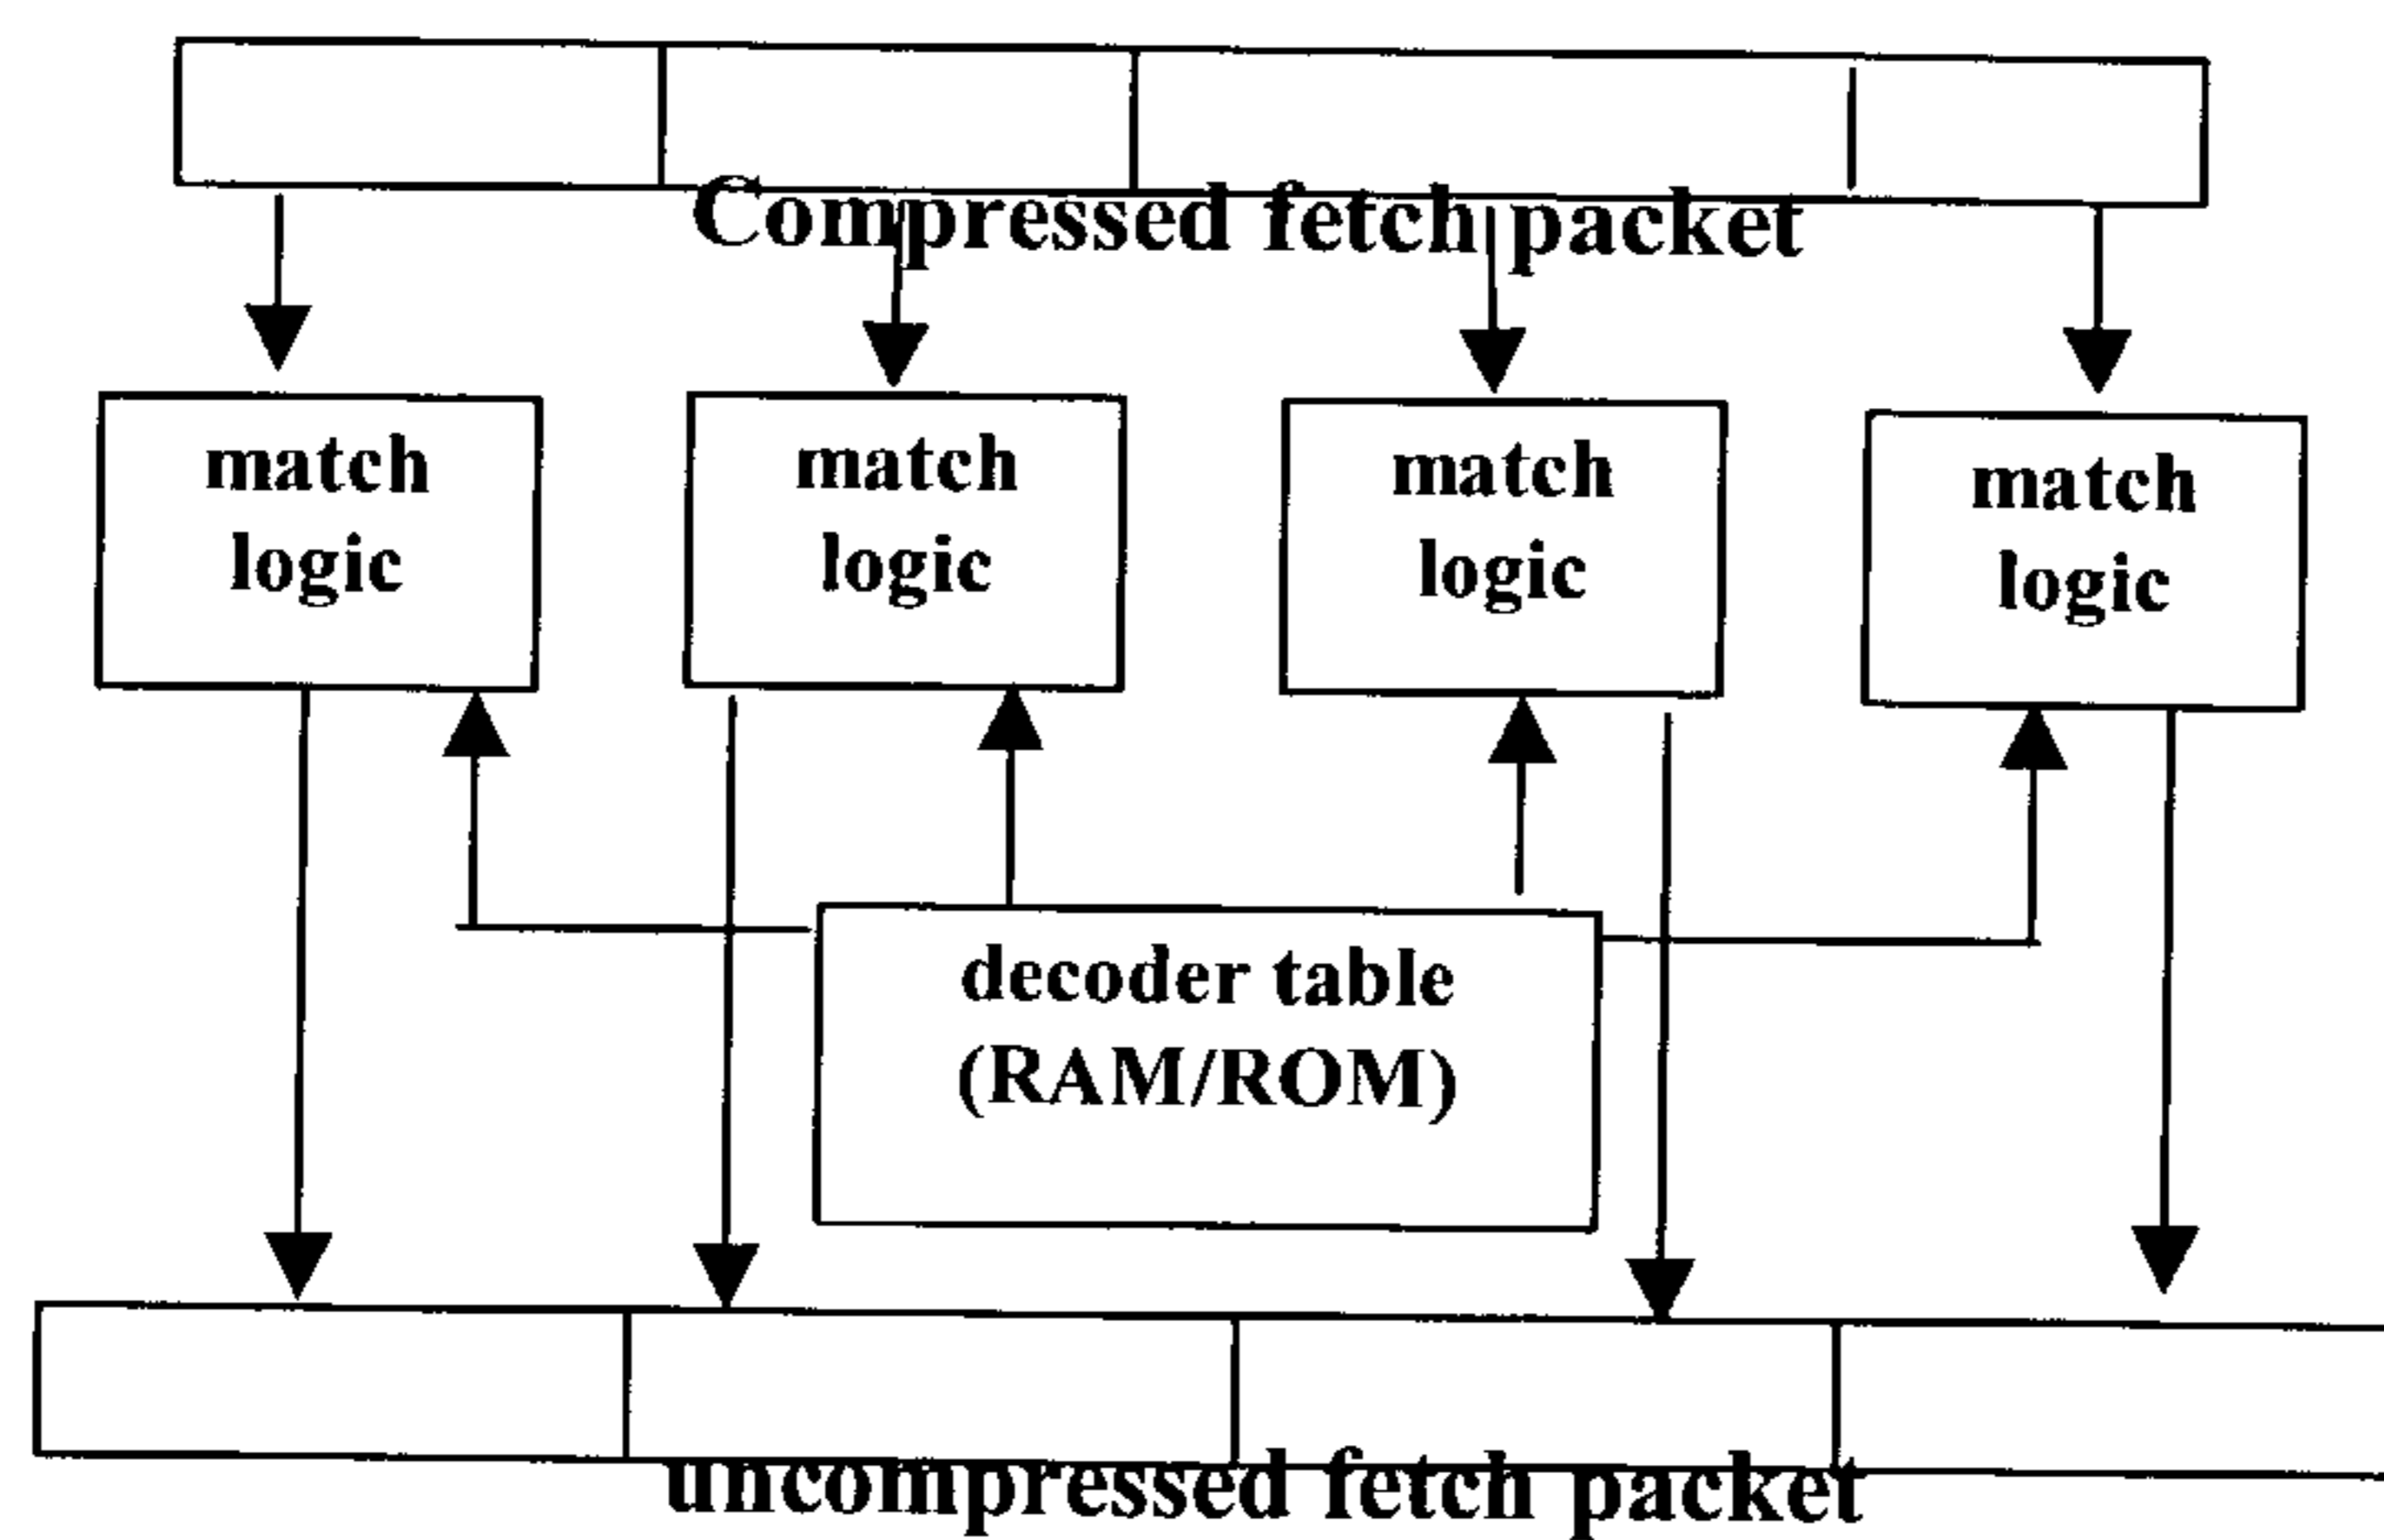 Compressed fetch packet
match
logic
match
logic
match
logic
match
logic
decoder table
(RAM/ROM)
uncompressed fetch packet